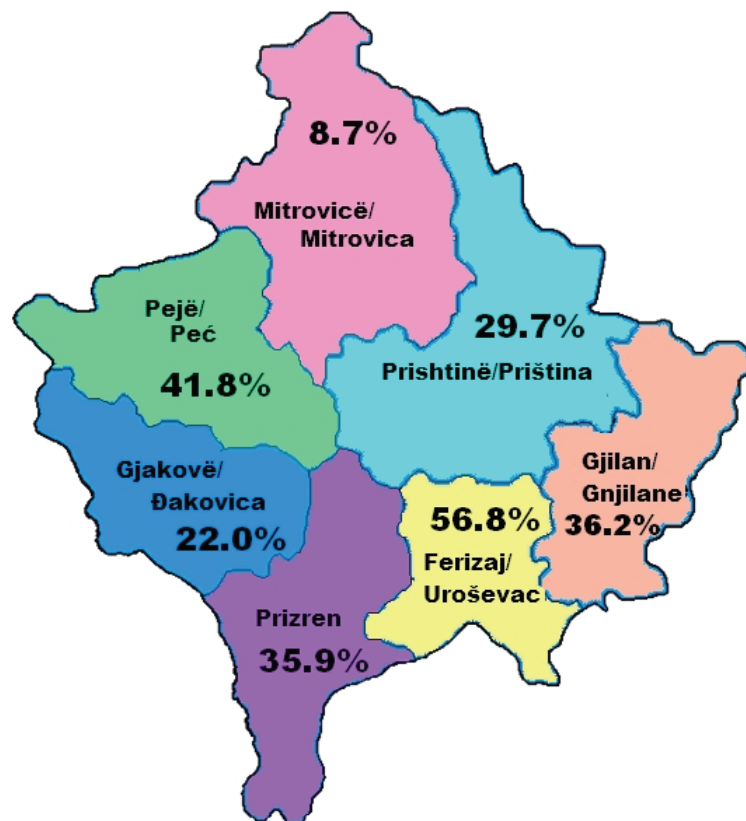 8.7%
Mitrovicë/
Mitrovica
Pejë/
Peć
41.8%
29.7%
Prishtinë/Priština
Gjakovë/
Đakovica
22.0%
Gjilan/
Gnjilane
36.2%
56.8%
Ferizaj/
Uroševac
Prizren
35.9%